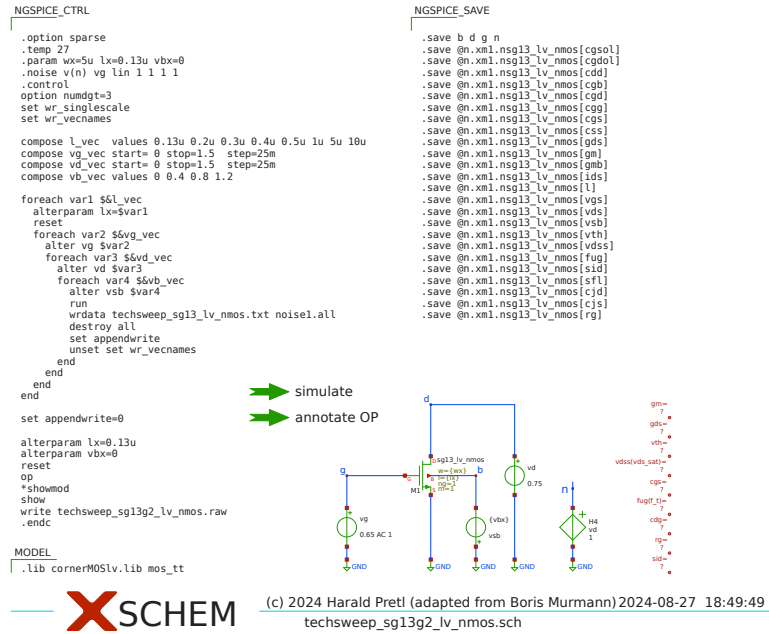 NGSPICE_CTRL
.option sparse
.temp 27
.param wx=5u lx=0.13u vbx=0
.noise v(n) vg lin 1 1 1 1
.control
option numdgt=3
set wr_singlescale
set wr_vecnames
compose l_vec  values 0.13u 0.2u 0.3u 0.4u 0.5u 1u 5u 10u
compose vg_vec start= 0 stop=1.5  step=25m
compose vd_vec start= 0 stop=1.5  step=25m
compose vb_vec values 0 0.4 0.8 1.2
foreach var1 $&l_vec
  alterparam lx=$var1
  reset
  foreach var2 $&vg_vec
    alter vg $var2
    foreach var3 $&vd_vec
      alter vd $var3
      foreach var4 $&vb_vec
        alter vsb $var4
        run
        wrdata techsweep_sg13_lv_nmos.txt noise1.all
        destroy all
        set appendwrite
        unset set wr_vecnames
      end
    end
  end
end
set appendwrite=0
alterparam lx=0.13u
alterparam vbx=0
reset
op
*showmod
show
write techsweep_sg13g2_lv_nmos.raw
.endc
MODEL
.lib cornerMOSlv.lib mos_tt
NGSPICE_SAVE
.save b d g n
.save @n.xm1.nsg13_lv_nmos[cgsol]
.save @n.xm1.nsg13_lv_nmos[cgdol]
.save @n.xm1.nsg13_lv_nmos[cdd]
.save @n.xm1.nsg13_lv_nmos[cgb]
.save @n.xm1.nsg13_lv_nmos[cgd]
.save @n.xm1.nsg13_lv_nmos[cgg]
.save @n.xm1.nsg13_lv_nmos[cgs]
.save @n.xm1.nsg13_lv_nmos[css]
.save @n.xm1.nsg13_lv_nmos[gds]
.save @n.xm1.nsg13_lv_nmos[gm]
.save @n.xm1.nsg13_lv_nmos[gmb]
.save @n.xm1.nsg13_lv_nmos[ids]
.save @n.xm1.nsg13_lv_nmos[l]
.save @n.xm1.nsg13_lv_nmos[vgs]
.save @n.xm1.nsg13_lv_nmos[vds]
.save @n.xm1.nsg13_lv_nmos[vsb]
.save @n.xm1.nsg13_lv_nmos[vth]
.save @n.xm1.nsg13_lv_nmos[vdss]
.save @n.xm1.nsg13_lv_nmos[fug]
.save @n.xm1.nsg13_lv_nmos[sid]
.save @n.xm1.nsg13_lv_nmos[sfl]
.save @n.xm1.nsg13_lv_nmos[cjd]
.save @n.xm1.nsg13_lv_nmos[cjs]
.save @n.xm1.nsg13_lv_nmos[rg]
simulate
annotate OP
d
g
b
n
sg13_lv_nmos
w={wx}
l={lx}
ng=1
m=1
M1
D
G
B
S
vg
0.65 AC 1
{vbx}
vsb
vd
0.75
H4
vd
1
GND
GND
GND
GND
GND
gm=
?
gds=
?
vth=
?
vdss(vds_sat)=
?
cgs=
?
fug(f_t)=
?
cdg=
?
rg=
?
sid=
?
XSCHEM
(c) 2024 Harald Pretl (adapted from Boris Murmann)
2024-08-27  18:49:49
techsweep_sg13g2_lv_nmos.sch